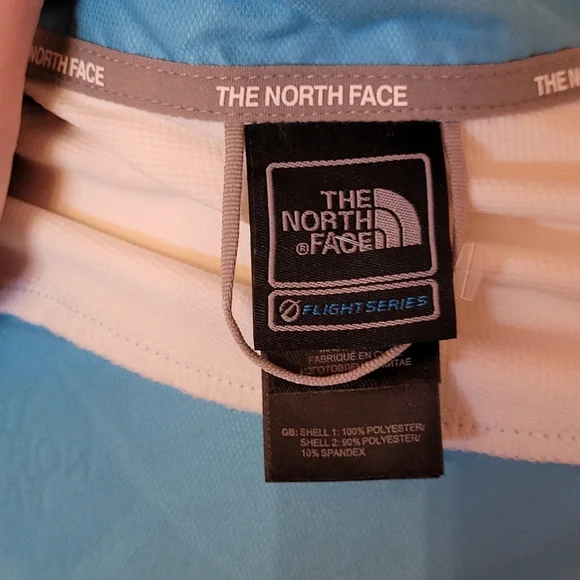 THE NORTH FACE
THE NORTH FACE
THE
THE
NORTH
®FACE
FLIGHTSERIES
FABRIQUÉ EN
GB: SHELL 1: 100% POLYESTER/
SHELL 2: 90% POLYESTER/
10% SPANDEX